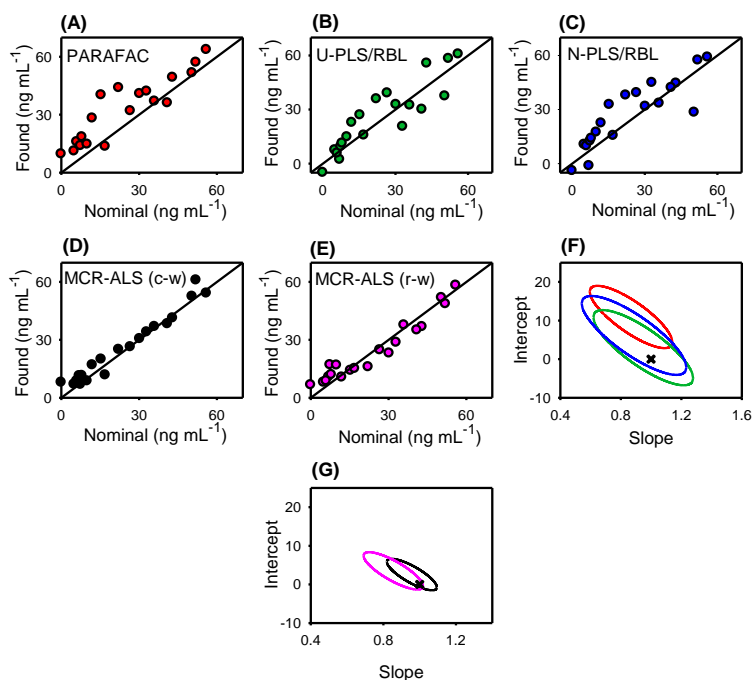 (A)
PARAFAC
60
30
0
0 30 60
Found (ng mL⁻¹)
Nominal (ng mL⁻¹)
(B)
U-PLS/RBL
60
30
0
0 30 60
Found (ng mL⁻¹)
Nominal (ng mL⁻¹)
(C)
N-PLS/RBL
60
30
0
0 30 60
Found (ng mL⁻¹)
Nominal (ng mL⁻¹)
(D)
MCR-ALS (c-w)
60
30
0
0 30 60
Found (ng mL⁻¹)
Nominal (ng mL⁻¹)
(E)
MCR-ALS (r-w)
60
30
0
0 30 60
Found (ng mL⁻¹)
Nominal (ng mL⁻¹)
(F)
20
10
0
-10
0.4 0.8 1.2 1.6
Intercept
Slope
(G)
20
10
0
-10
0.4 0.8 1.2
Intercept
Slope